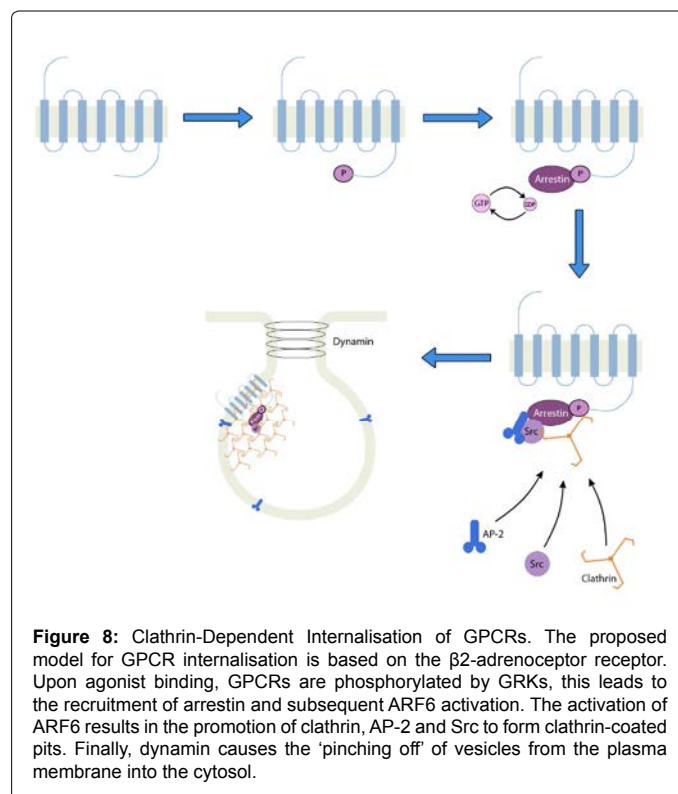 P
Arrestin
P
GTP
GDP
Dynamin
Arrestin
P
Src
AP-2
Src
Clathrin
Figure 8: Clathrin-Dependent Internalisation of GPCRs. The proposed
model for GPCR internalisation is based on the β2-adrenoceptor receptor.
Upon agonist binding, GPCRs are phosphorylated by GRKs, this leads to
the recruitment of arrestin and subsequent ARF6 activation. The activation of
ARF6 results in the promotion of clathrin, AP-2 and Src to form clathrin-coated
pits. Finally, dynamin causes the ‘pinching off’ of vesicles from the plasma
membrane into the cytosol.